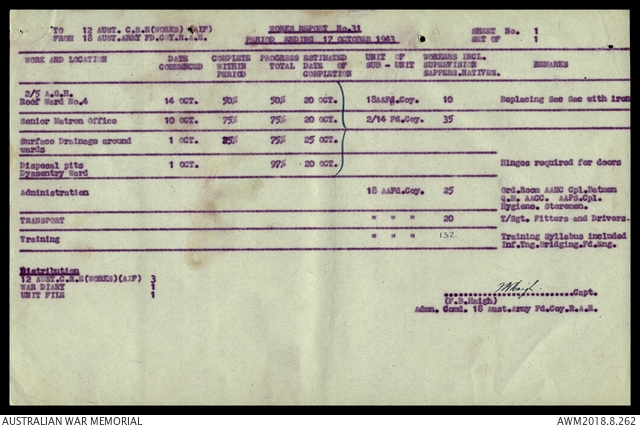 TO 12 AUST. C.R.E(WORKS) (AIF) WORKS REPORT No.31 SHEET No. 1
FROM 18 AUST.ARMY FD.COY.R.A.E. PERIOD ENDING 17 OCTOBER 1943 SET OF 1
WORK AND LOCATION DATE COMMENCED COMPLETE WITHIN PERIOD PROGRESS TOTAL ESTIMATED DATE OF COMPLETION UNIT OF SUB-UNIT WORKERS INCL. SUPERVISION SAPPERS.NATIVES. REMARKS
2/5 A.G.H.
Roof Ward No.4 14 OCT. 50% 50% 20 OCT. 18AAFd.Coy. 10 Replacing Sac Sac with iron
Senior Matron Office 10 OCT. 75% 75% 20 OCT. 2/14 Fd.Coy. 35
Surface Drainage around wards 1 OCT. 25% 75% 25 OCT.
Disposal pits 1 OCT. 97% 20 OCT. Hinges required for doors
Dysentry Ward
Administration 18 AAFd.Coy. 25 Ord.Room AAMC Cpl.Batmen
Q.M. AACC. AAPS.Cpl.
Hygiene. Storemen.
TRANSPORT " " " 20 T/Sgt. Fitters and Drivers.
Training " " " 132 Training Syllabus included
Inf.Tng.Bridging.Fd.Eng.
Distribution
12 AUST.C.R.E(WORKS)(AIF) 3
WAR DIARY 1
UNIT FILE 1
Capt.
(F.B.Haigh)
Admn. Comd. 18 Aust.Army Fd.Coy.R.A.E.
AUSTRALIAN WAR MEMORIAL AWM2018.8.262